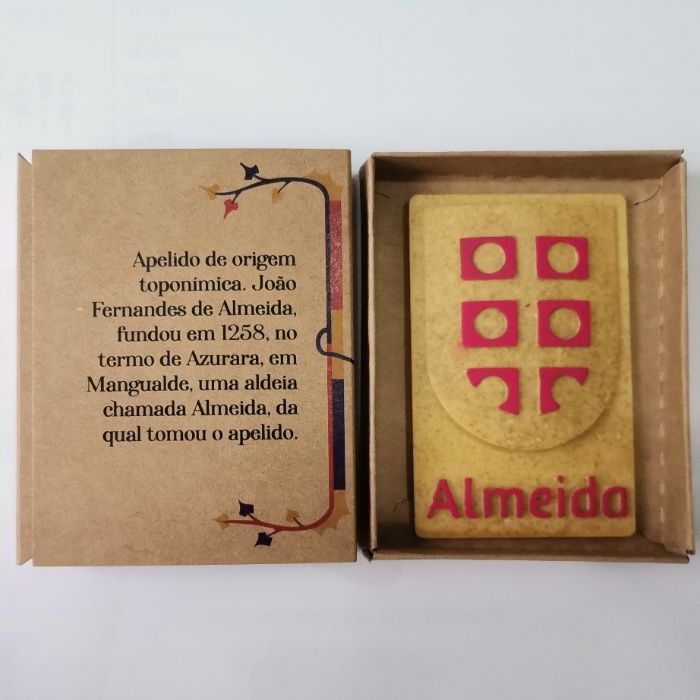 Apelido de origem
toponímica. João
Fernandes de Almeida,
fundou em 1258, no
termo de Azurara, em
Mangualde, uma aldeia
chamada Almeida, da
qual tomou o apelido.
Almeida